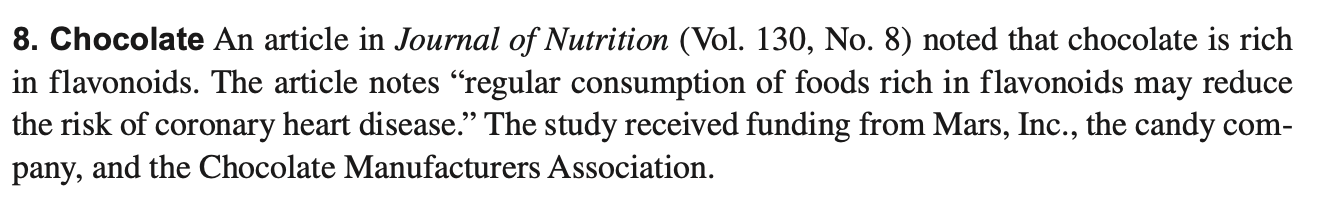 8. Chocolate An article in Journal of Nutrition (Vol. 130, No. 8) noted that chocolate is rich
in flavonoids. The article notes “regular consumption of foods rich in flavonoids may reduce
the risk of coronary heart disease.” The study received funding from Mars, Inc., the candy com-
pany, and the Chocolate Manufacturers Association.